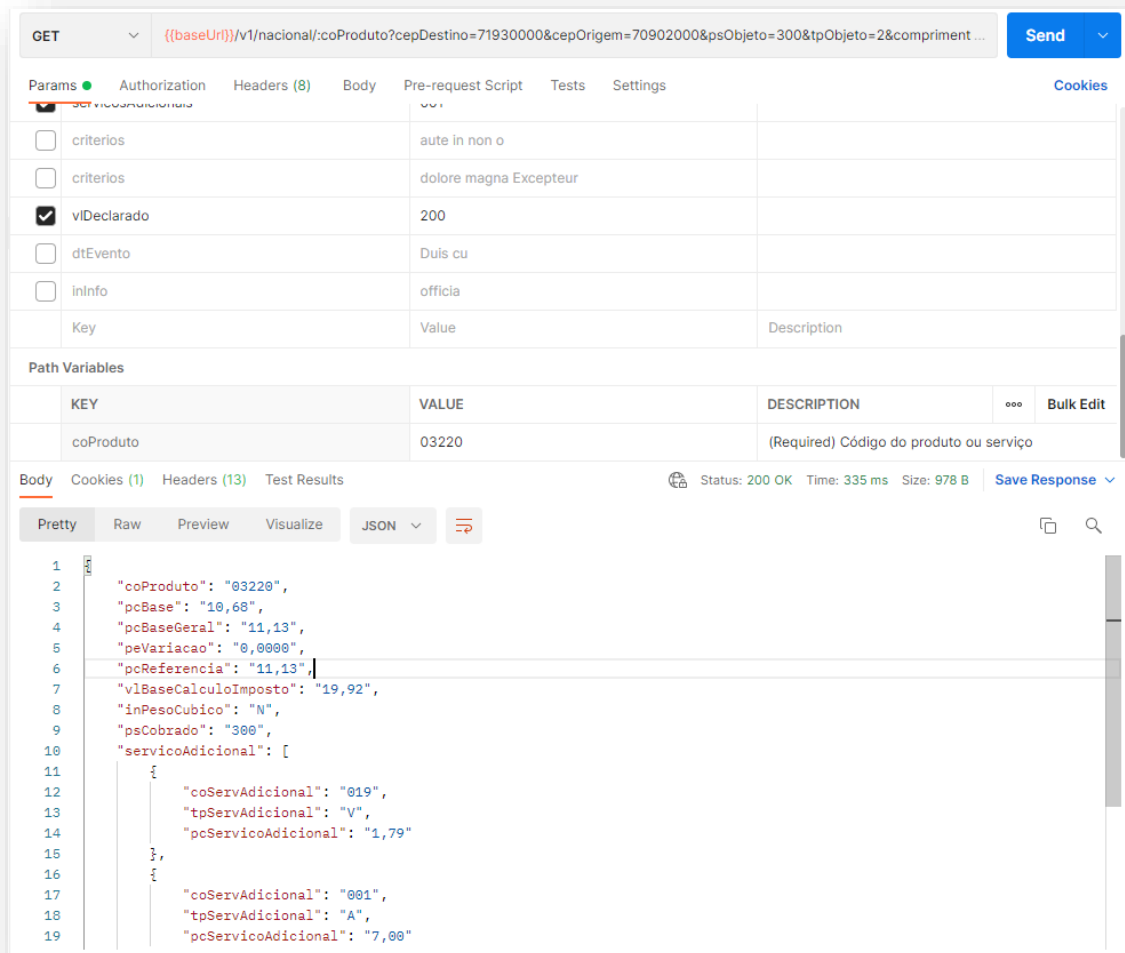 GET {{baseUrl}}/v1/nacional/:coProduto?cepDestino=71930000&cepOrigem=70902000&psObjeto=300&tpObjeto=2&compriment ... Send
Params Authorization Headers (8) Body Pre-request Script Tests Settings Cookies
servicosAdicionais 001
criterios aute in non o
criterios dolore magna Excepteur
vlDeclarado 200
dtEvento Duis cu
inInfo officia
Key Value Description
Path Variables
KEY VALUE DESCRIPTION ooo Bulk Edit
coProduto 03220 (Required) Código do produto ou serviço
Body Cookies (1) Headers (13) Test Results Status: 200 OK Time: 335 ms Size: 978 B Save Response
Pretty Raw Preview Visualize JSON
1 {
2 "coProduto": "03220",
3 "pcBase": "10,68",
4 "pcBaseGeral": "11,13",
5 "peVariacao": "0,0000",
6 "pcReferencia": "11,13",
7 "vlBaseCalculoImposto": "19,92",
8 "inPesoCubico": "N",
9 "psCobrado": "300",
10 "servicoAdicional": [
11 {
12 "coServAdicional": "019",
13 "tpServAdicional": "V",
14 "pcServicoAdicional": "1,79"
15 },
16 {
17 "coServAdicional": "001",
18 "tpServAdicional": "A",
19 "pcServicoAdicional": "7,00"